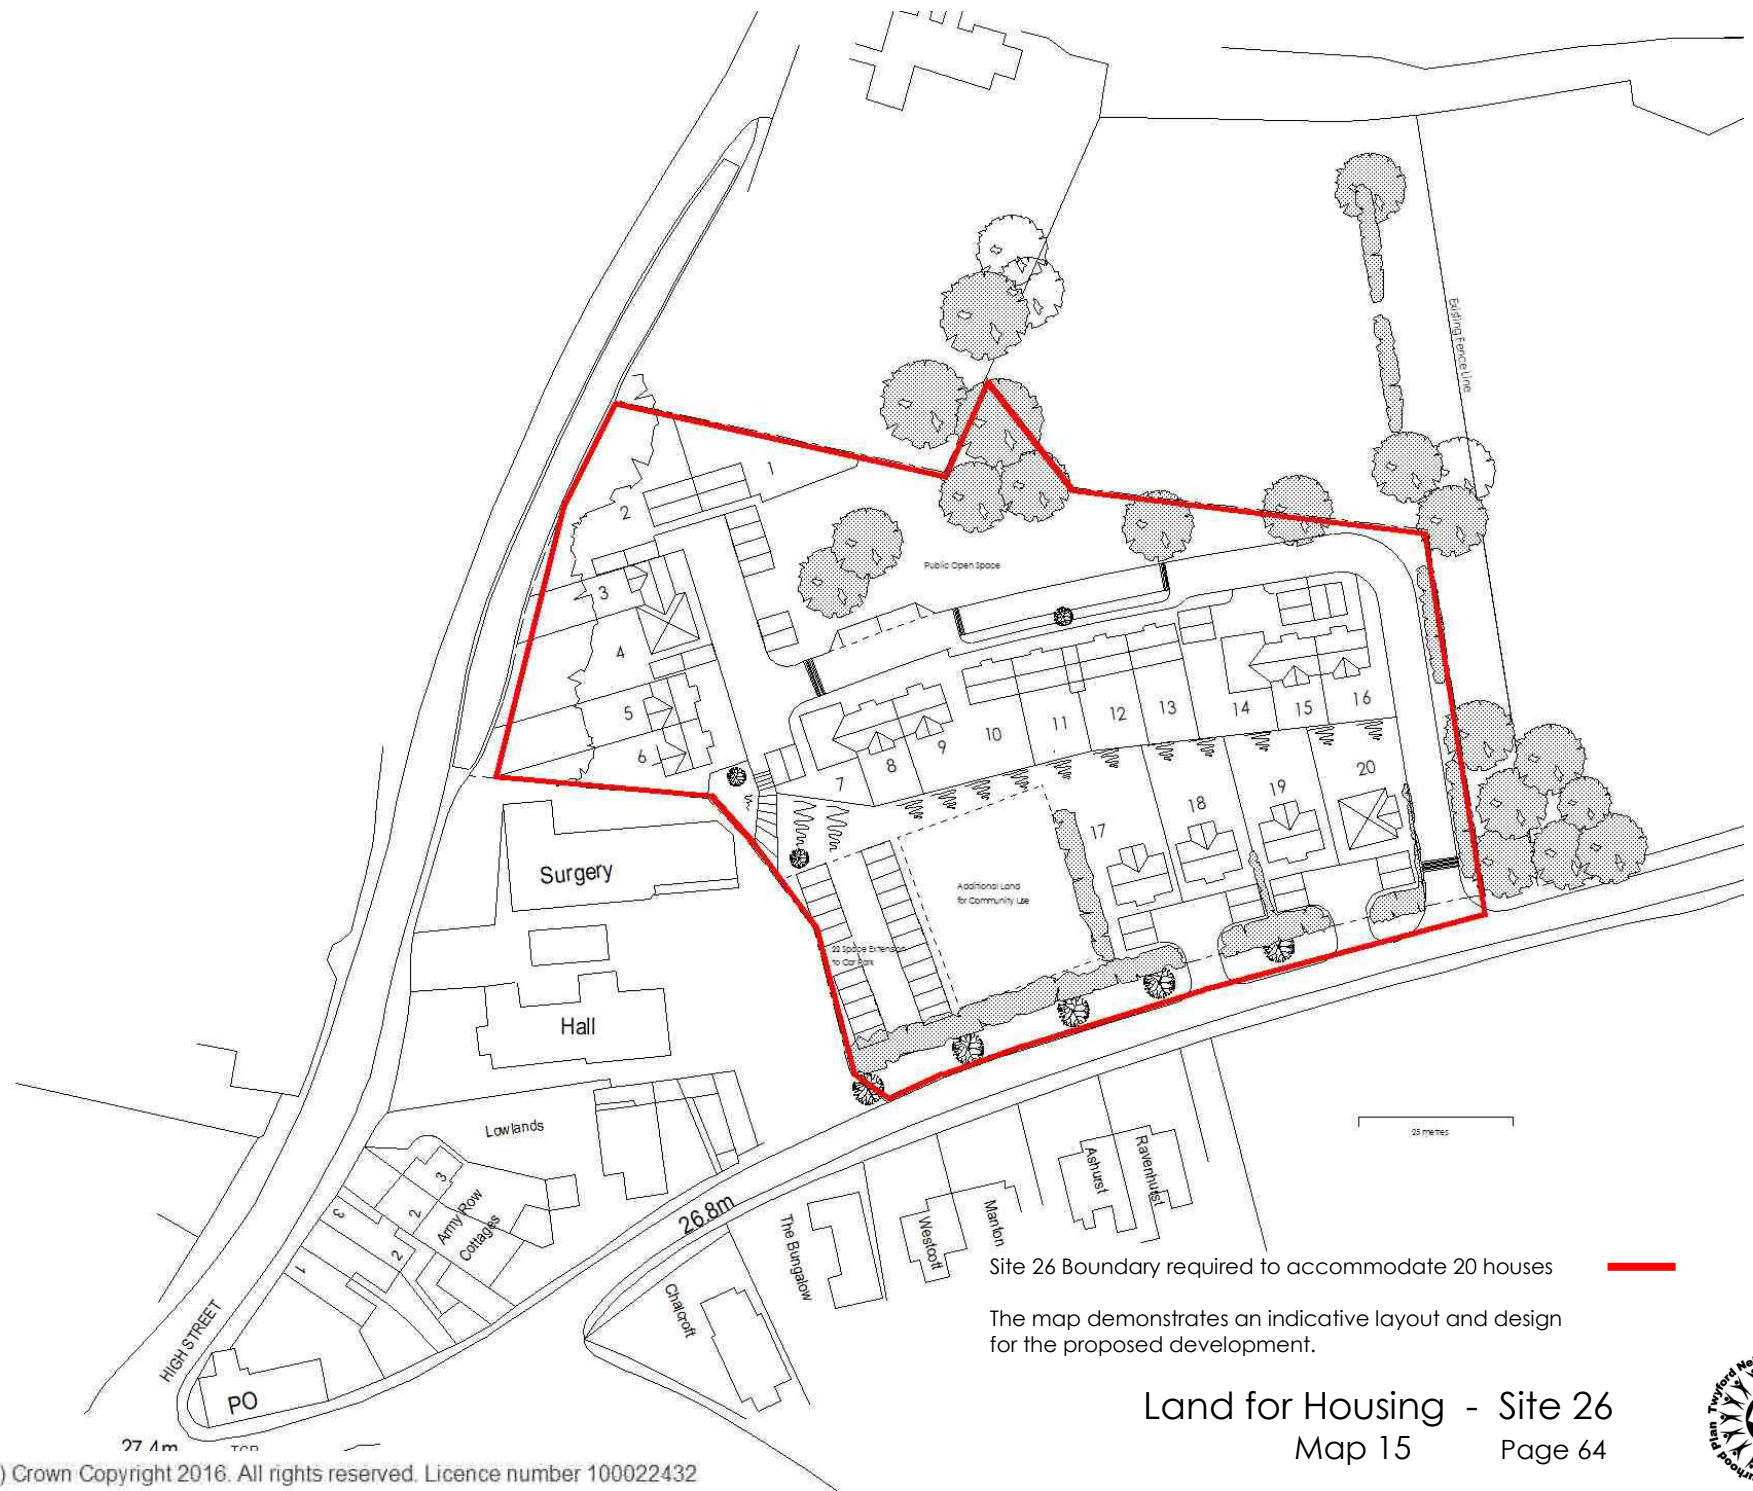 Existing Fence Line
1
2
3
4
5
6
Public Open Space
7
8
9
10
11
12
13
14
15
16
17
18
19
20
Additional Land
for Community Use
22 Space Extension
to Car Park
Surgery
Hall
Lowlands
3
2
Army Row
Cottages
3
2
1
HIGH STREET
PO
27.4m
TCB
26.8m
Chalcroft
The Bungalow
Westcott
Manton
Ashurst
Ravenhurst
25 metres
Site 26 Boundary required to accommodate 20 houses
The map demonstrates an indicative layout and design
for the proposed development.
Land for Housing - Site 26
Map 15 Page 64
) Crown Copyright 2016. All rights reserved. Licence number 100022432